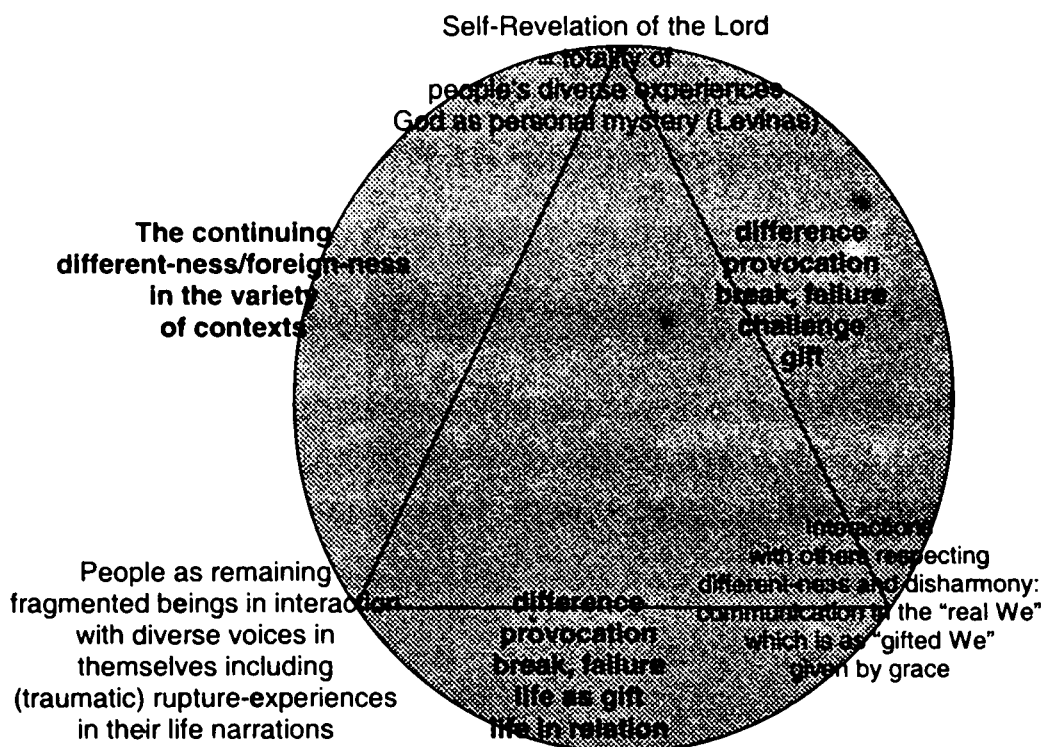 Self-Revelation of the Lord
= totality of
people's diverse experiences
God as personal mystery (Levinas)
The continuing
different-ness/foreign-ness
in the variety
of contexts
difference
provocation
break, failure
challenge
gift
Interactions
with others respecting
different-ness and disharmony:
communication in the “real We”
which is as “gifted We”
given by grace
People as remaining
fragmented beings in interaction
with diverse voices in
themselves including
(traumatic) rupture-experiences
in their life narrations
difference
provocation
break, failure
life as gift
life in relation